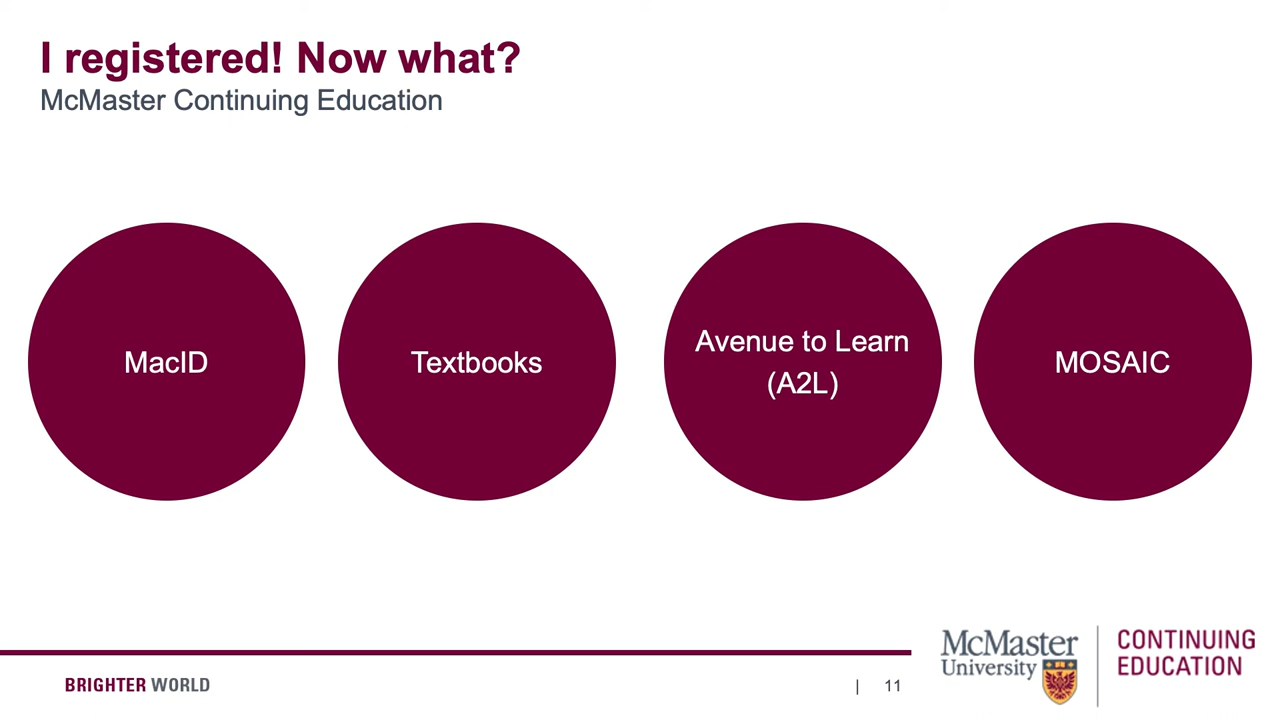 I registered! Now what?
McMaster Continuing Education
MacID
Textbooks
Avenue to Learn
(A2L)
MOSAIC
BRIGHTER WORLD
| 11
McMaster
University
CONTINUING
EDUCATION